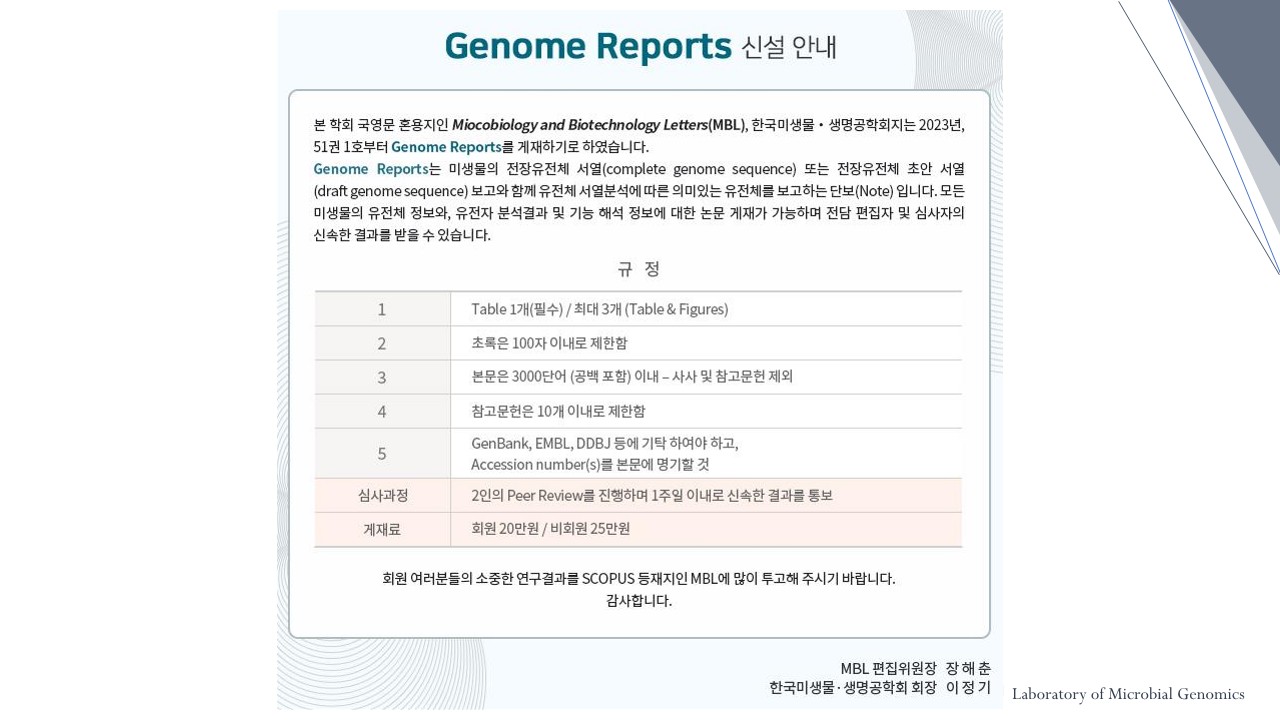 Genome Reports 신설 안내
본 학회 국영문 혼용지인 Miocobiology and Biotechnology Letters(MBL), 한국미생물・생명공학회지는 2023년,
51권 1호부터 Genome Reports를 게재하기로 하였습니다.
Genome Reports는 미생물의 전장유전체 서열(complete genome sequence) 또는 전장유전체 초안 서열
(draft genome sequence) 보고와 함께 유전체 서열분석에 따른 의미있는 유전체를 보고하는 단보(Note) 입니다. 모든
미생물의 유전체 정보와, 유전자 분석결과 및 기능 해석 정보에 대한 논문 게재가 가능하며 전담 편집자 및 심사자의
신속한 결과를 받을 수 있습니다.
규 정
1 Table 1개(필수) / 최대 3개 (Table & Figures)
2 초록은 100자 이내로 제한함
3 본문은 3000단어 (공백 포함) 이내 – 사사 및 참고문헌 제외
4 참고문헌은 10개 이내로 제한함
5 GenBank, EMBL, DDBJ 등에 기탁 하여야 하고,
Accession number(s)를 본문에 명기할 것
심사과정 2인의 Peer Review를 진행하며 1주일 이내로 신속한 결과를 통보
게재료 회원 20만원 / 비회원 25만원
회원 여러분들의 소중한 연구결과를 SCOPUS 등재지인 MBL에 많이 투고해 주시기 바랍니다.
감사합니다.
MBL 편집위원장 장 해 춘
한국미생물·생명공학회 회장 이 정 기
Laboratory of Microbial Genomics